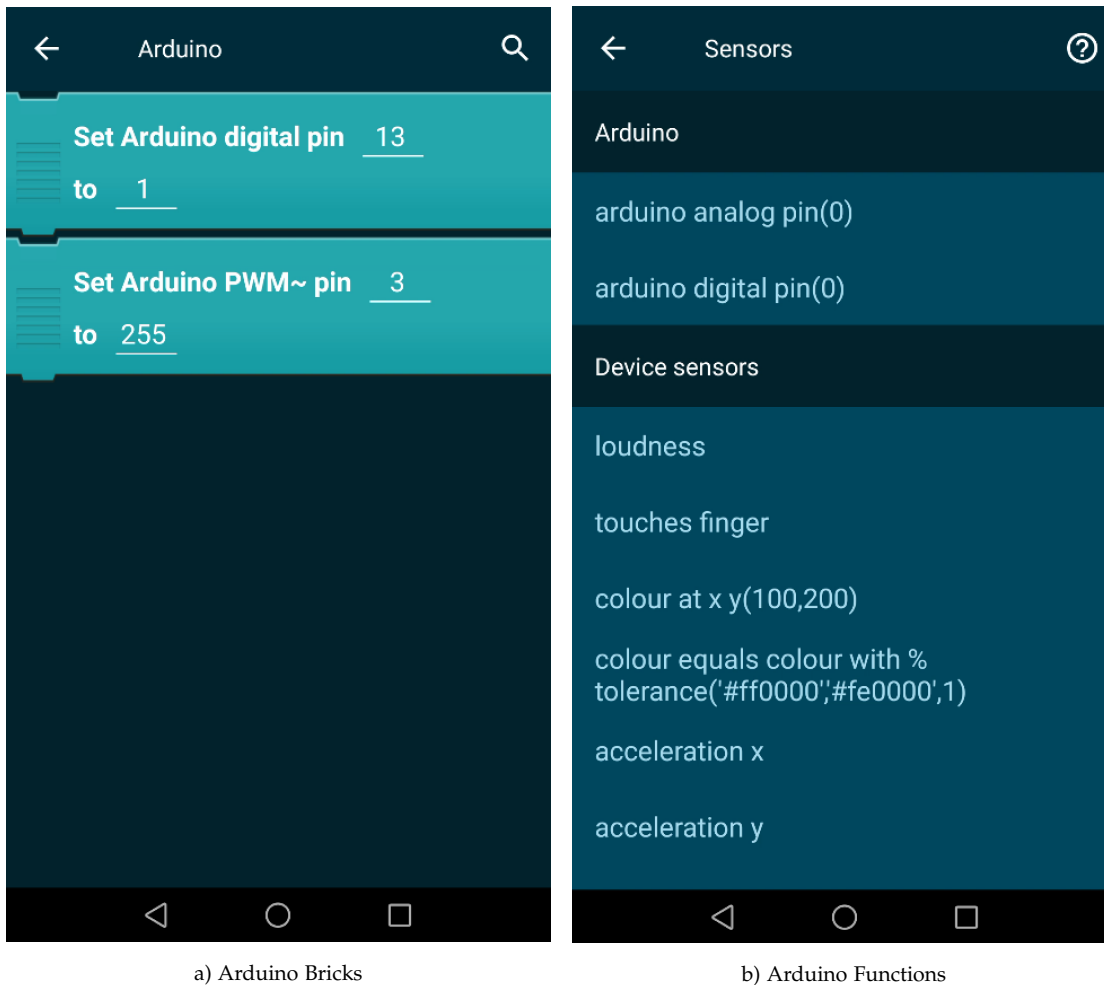 Arduino
Set Arduino digital pin 13
to 1
Set Arduino PWM~ pin 3
to 255
a) Arduino Bricks
Sensors
Arduino
arduino analog pin(0)
arduino digital pin(0)
Device sensors
loudness
touches finger
colour at x y(100,200)
colour equals colour with %
tolerance('#ff0000'‚'#fe0000',1)
acceleration x
acceleration y
b) Arduino Functions